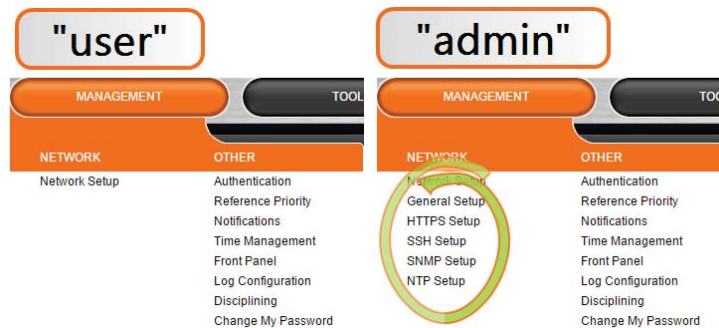 "user"
"admin"
MANAGEMENT
TOOL
NETWORK
OTHER
Network Setup
Authentication
Reference Priority
Notifications
Time Management
Front Panel
Log Configuration
Disciplining
Change My Password
MANAGEMENT
TOO
NETWORK
OTHER
Network Setup
General Setup
HTTPS Setup
SSH Setup
SNMP Setup
NTP Setup
Authentication
Reference Priority
Notifications
Time Management
Front Panel
Log Configuration
Disciplining
Change My Password